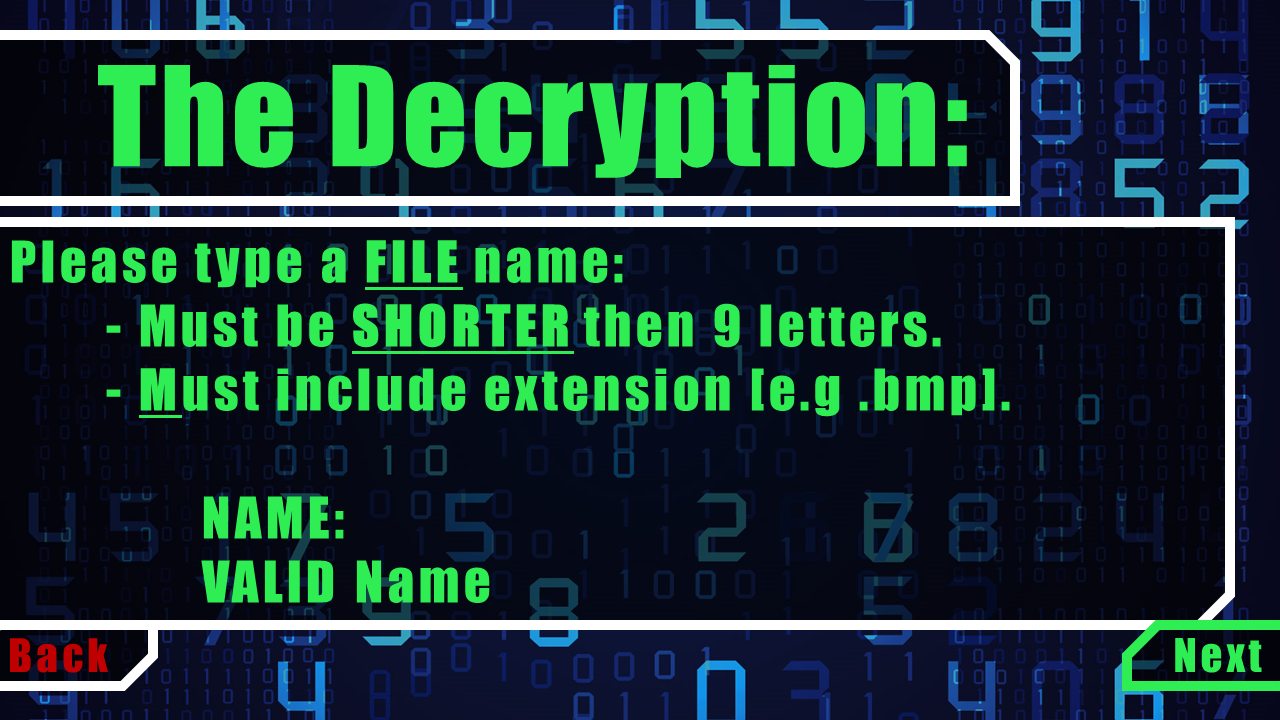 The Decryption:
Please type a FILE name:
- Must be SHORTER then 9 letters.
- Must include extension [e.g .bmp].
NAME:
VALID Name
Back
Next